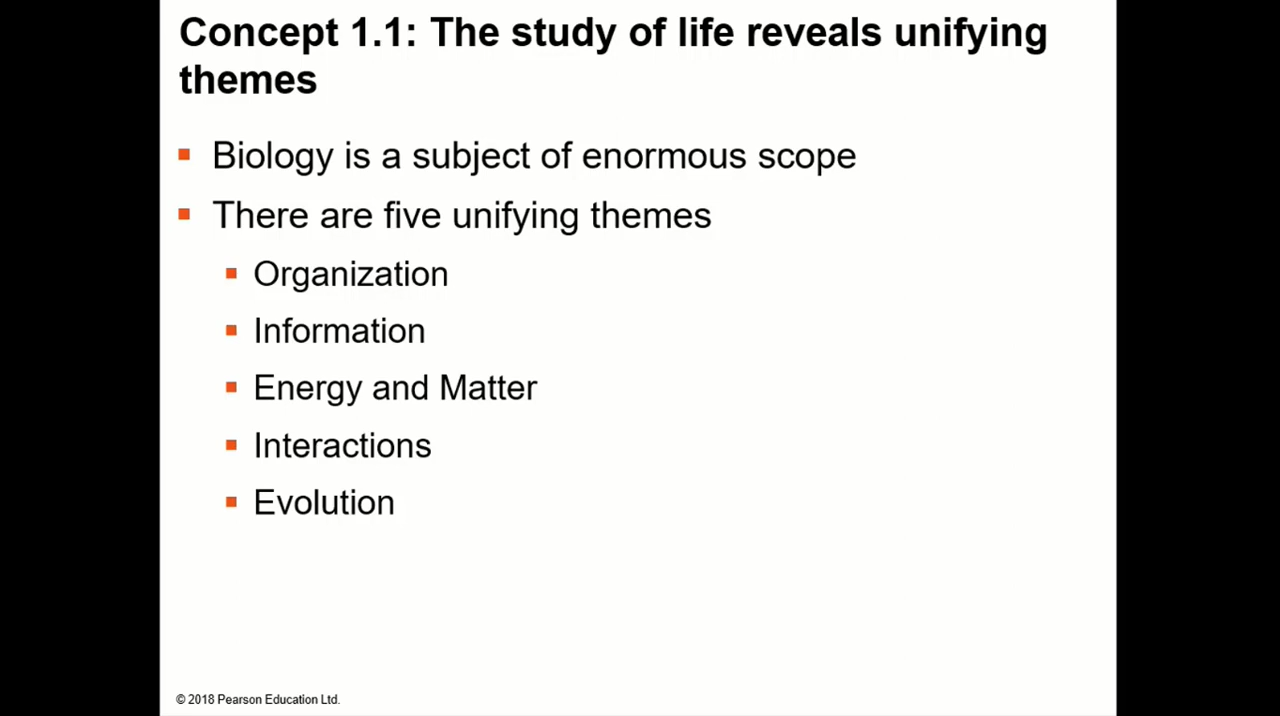 Concept 1.1: The study of life reveals unifying
themes
Biology is a subject of enormous scope
There are five unifying themes
Organization
Information
Energy and Matter
Interactions
Evolution
© 2018 Pearson Education Ltd.